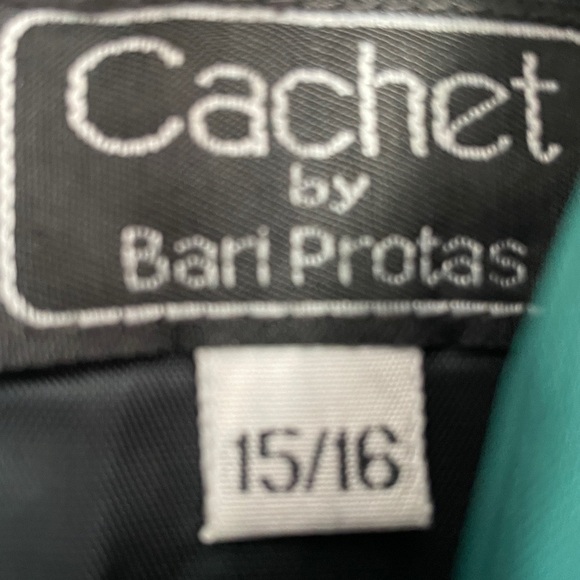 Cachet
by
Bari Protas
15/16